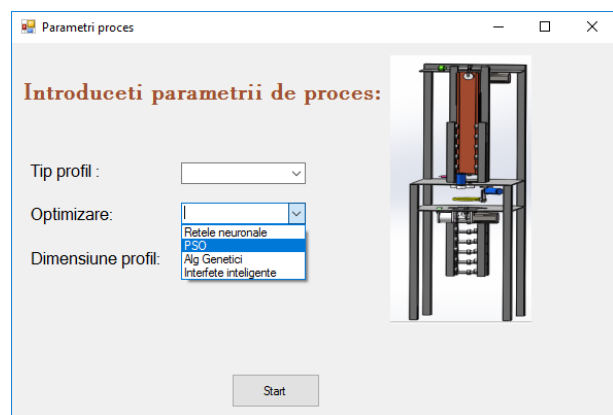 Parametri proces
Introduceti parametrii de proces:
Tip profil :
Optimizare:
Retele neuronale
PSO
Alg Genetici
Interfete inteligente
Dimensiune profil:
Start